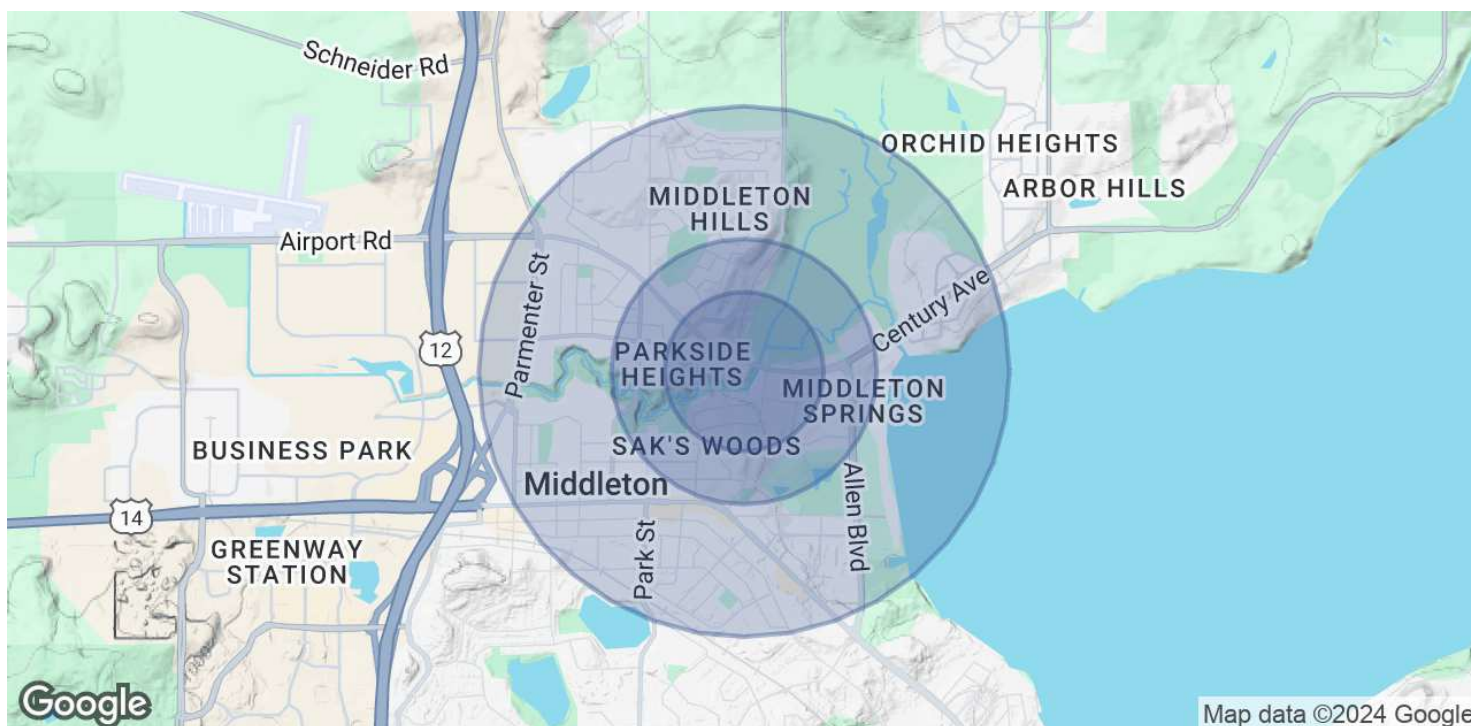 Schneider Rd
ORCHID HEIGHTS
ARBOR HILLS
MIDDLETON
HILLS
Airport Rd
Parmenter St
Century Ave
12
PARKSIDE
HEIGHTS
MIDDLETON
SPRINGS
BUSINESS PARK
SAK'S WOODS
Middleton
14
Allen Blvd
Park St
GREENWAY
STATION
Google
Map data ©2024 Google